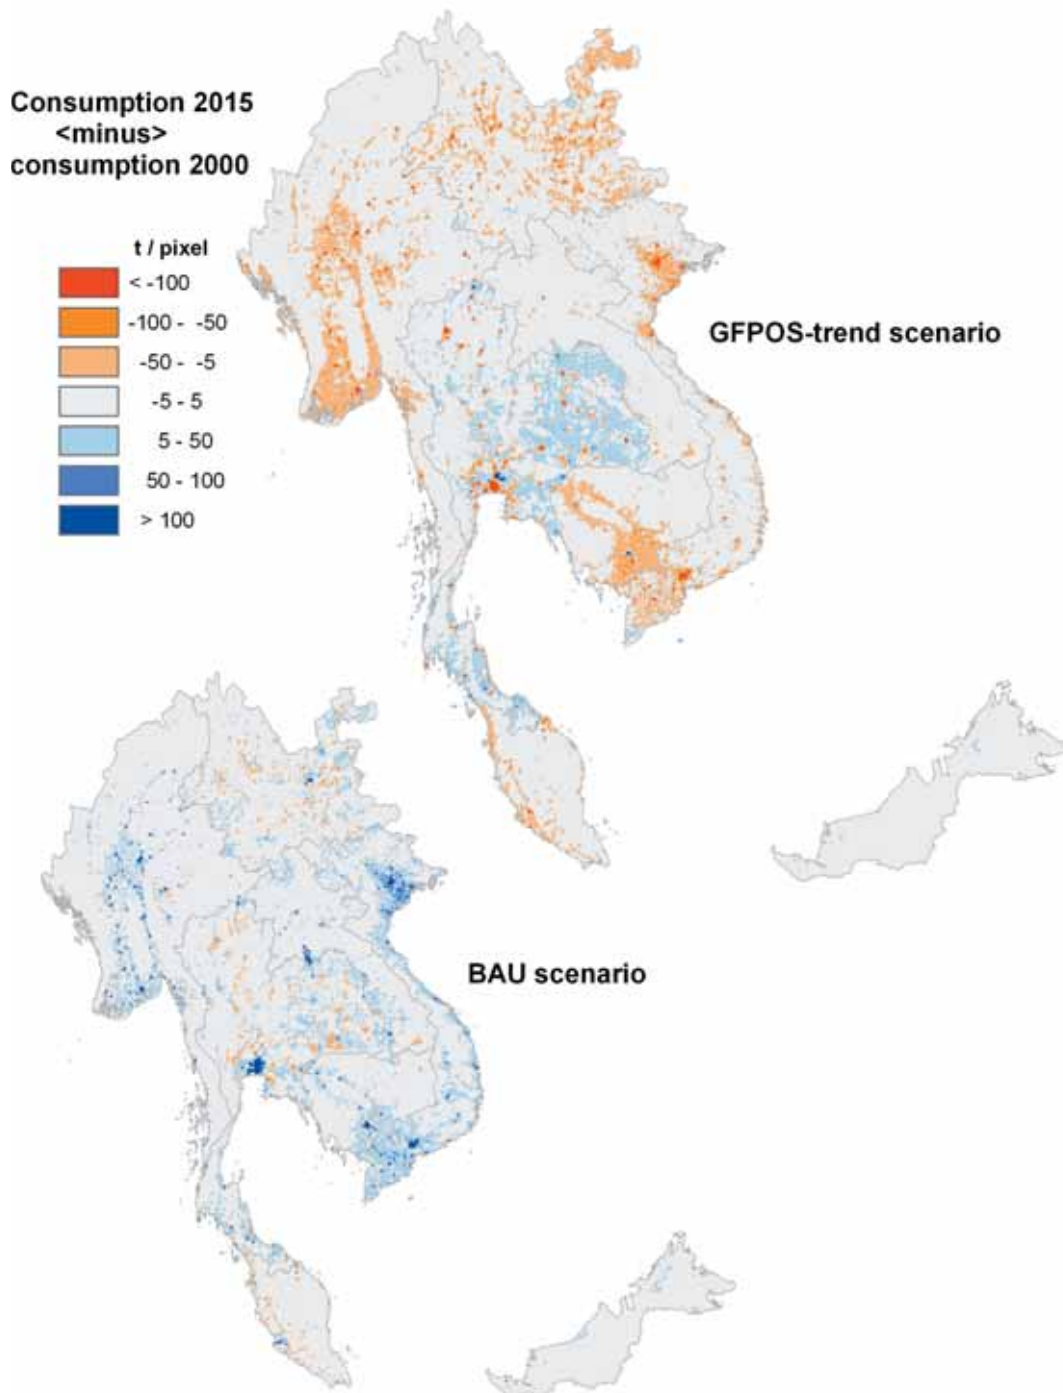 Consumption 2015
<minus>
consumption 2000
t / pixel
< -100
-100 - -50
-50 - -5
-5 - 5
5 - 50
50 - 100
> 100
GFPOS-trend scenario
BAU scenario